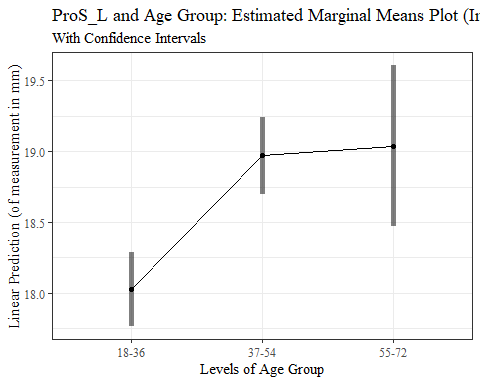 ProS_L and Age Group: Estimated Marginal Means Plot (In
With Confidence Intervals
Linear Prediction (of measurement in mm)
19.5
19.0
18.5
18.0
18-36
37-54
55-72
Levels of Age Group